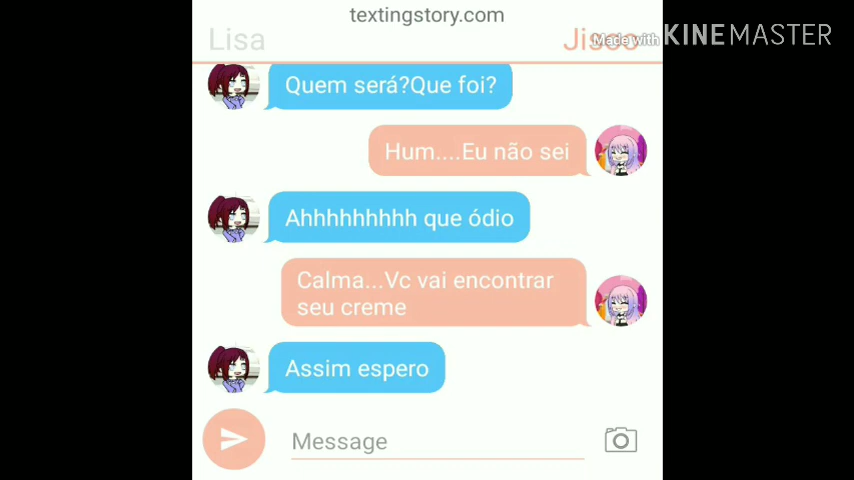 textingstory.com
Lisa
Jisoo
Made with KINEMASTER
Quem será?Que foi?
Hum....Eu não sei
Ahhhhhhhhh que ódio
Calma...Vc vai encontrar
seu creme
Assim espero
Message